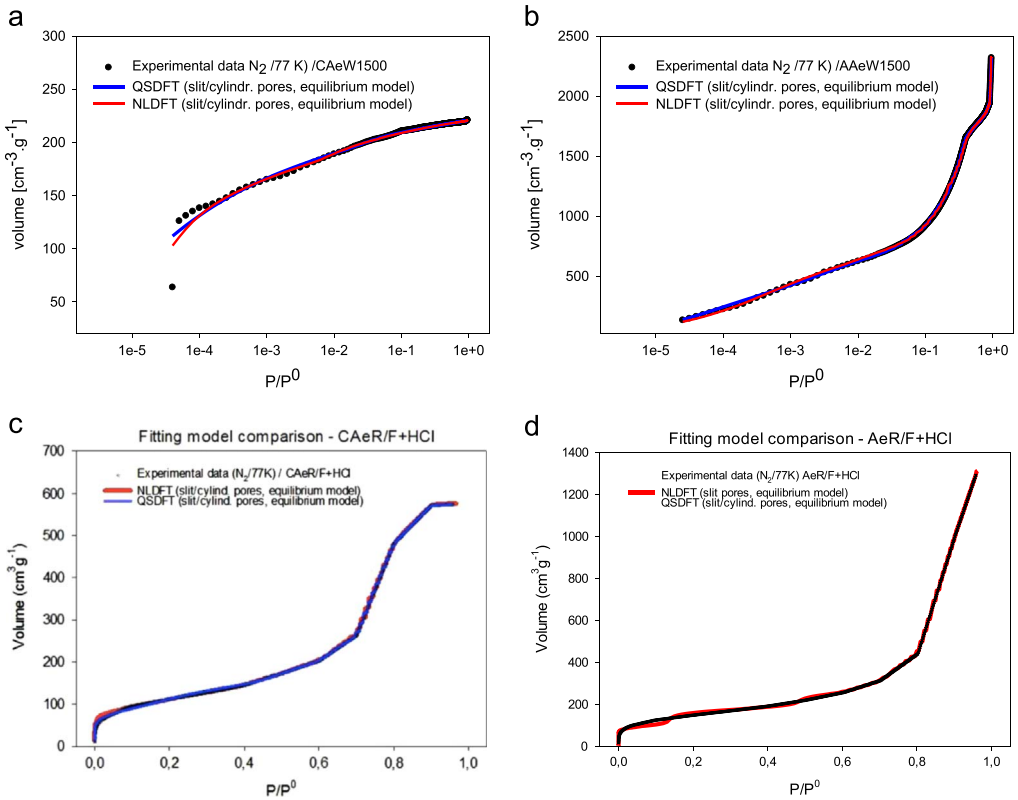 a
300
250
200
150
100
50
volume [cm-3.g-1]
Experimental data N2 /77 K) /CAeW1500
QSDFT (slit/cylindr. pores, equilibrium model)
NLDFT (slit/cylindr. pores, equilibrium model)
1e-5 1e-4 1e-3 1e-2 1e-1 1e+0
P/P0
b
2500
2000
1500
1000
500
volume [cm-3.g-1]
Experimental data N2 /77 K) /AAeW1500
QSDFT (slit/cylindr. pores, equilibrium model)
NLDFT (slit/cylindr. pores, equilibrium model)
1e-5 1e-4 1e-3 1e-2 1e-1 1e+0
P/P0
c
Fitting model comparison - CAeR/F+HCl
700
600
500
400
300
200
100
0
Volume (cm3g-1)
Experimental data (N2/77K) / CAeR/F+HCl
NLDFT (slit/cylind. pores, equilibrium model)
QSDFT (slit/cylind. pores, equilibrium model)
0,0 0,2 0,4 0,6 0,8 1,0
P/P0
d
Fitting model comparison - AeR/F+HCl
1400
1200
1000
800
600
400
200
0
Volume (cm3g-1)
Experimental data (N2/77K) AeR/F+HCl
NLDFT (slit pores, equilibrium model)
QSDFT (slit/cylind. pores, equilibrium model)
0,0 0,2 0,4 0,6 0,8 1,0
P/P0